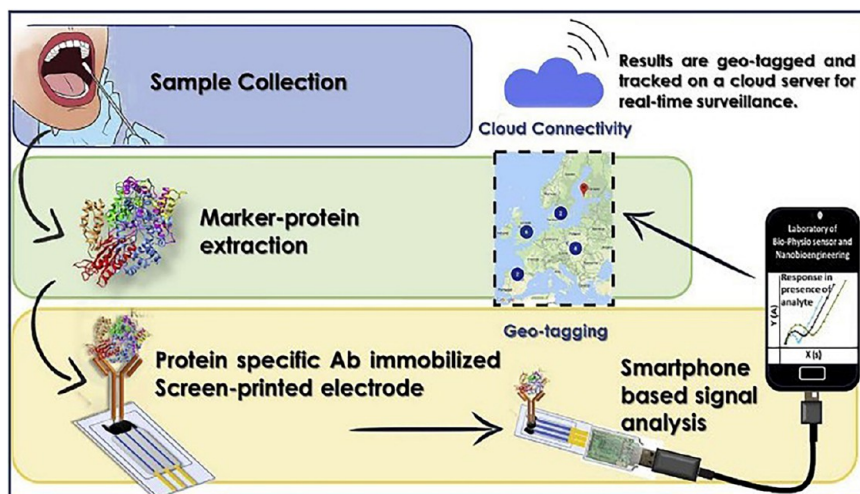 Sample Collection
Results are geo-tagged and
tracked on a cloud server for
real-time surveillance.
Cloud Connectivity
Marker-protein
extraction
Geo-tagging
Laboratory of
Bio-Physio sensor and
Nanobioengineering
Response in
presence of
analyte
Y (A)
X (s)
Protein specific Ab immobilized
Screen-printed electrode
Smartphone
based signal
analysis